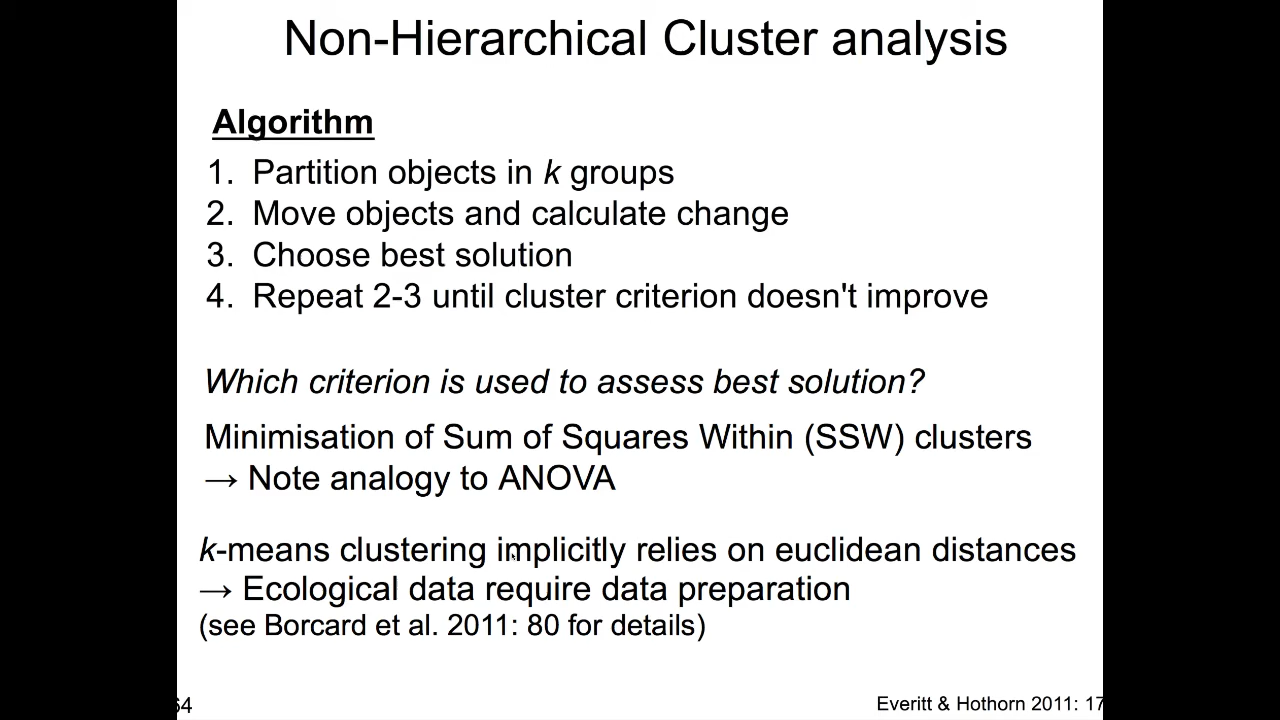 Non-Hierarchical Cluster analysis
Algorithm
1. Partition objects in k groups
2. Move objects and calculate change
3. Choose best solution
4. Repeat 2-3 until cluster criterion doesn't improve
Which criterion is used to assess best solution?
Minimisation of Sum of Squares Within (SSW) clusters
→ Note analogy to ANOVA
k-means clustering implicitly relies on euclidean distances
→ Ecological data require data preparation
(see Borcard et al. 2011: 80 for details)
64
Everitt & Hothorn 2011: 17